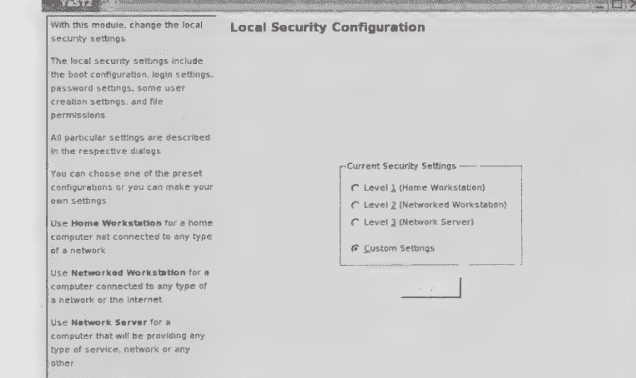 YaST2
With this module, change the local
security settings
The local security settings include
the boot configuration, login settings,
password settings, some user
creation settings, and file
permissions.
All particular settings are described
in the respective dialogs
You can choose one of the preset
configurations or you can make your
own settings
Use Home Workstation for a home
computer not connected to any type
of a network
Use Networked Workstation for a
computer connected to any type of
a network or the Internet
Use Network Server for a
computer that will be providing any
type of service, network or any
other
Local Security Configuration
Current Security Settings
Level 1 (Home Workstation)
Level 2 (Networked Workstation)
Level 3 (Network Server)
Custom Settings